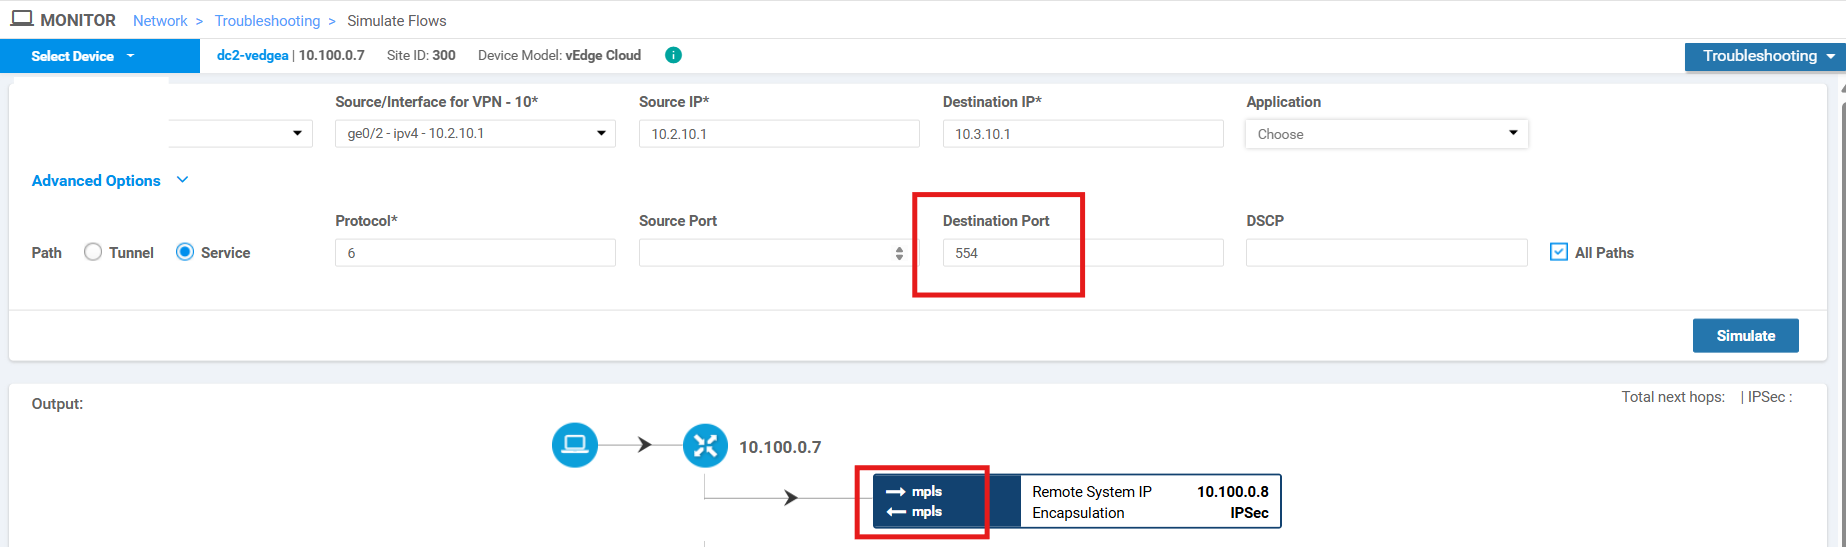 MONITOR Network > Troubleshooting > Simulate Flows
Select Device dc2-vedgea | 10.100.0.7 Site ID: 300 Device Model: vEdge Cloud i Troubleshooting
Source/Interface for VPN - 10* Source IP* Destination IP* Application
ge0/2 - ipv4 - 10.2.10.1 10.2.10.1 10.3.10.1 Choose
Advanced Options
Protocol* Source Port Destination Port DSCP
Path Tunnel Service 6 554 All Paths
Simulate
Output: Total next hops: | IPSec :
10.100.0.7
mpls Remote System IP 10.100.0.8
mpls Encapsulation IPSec